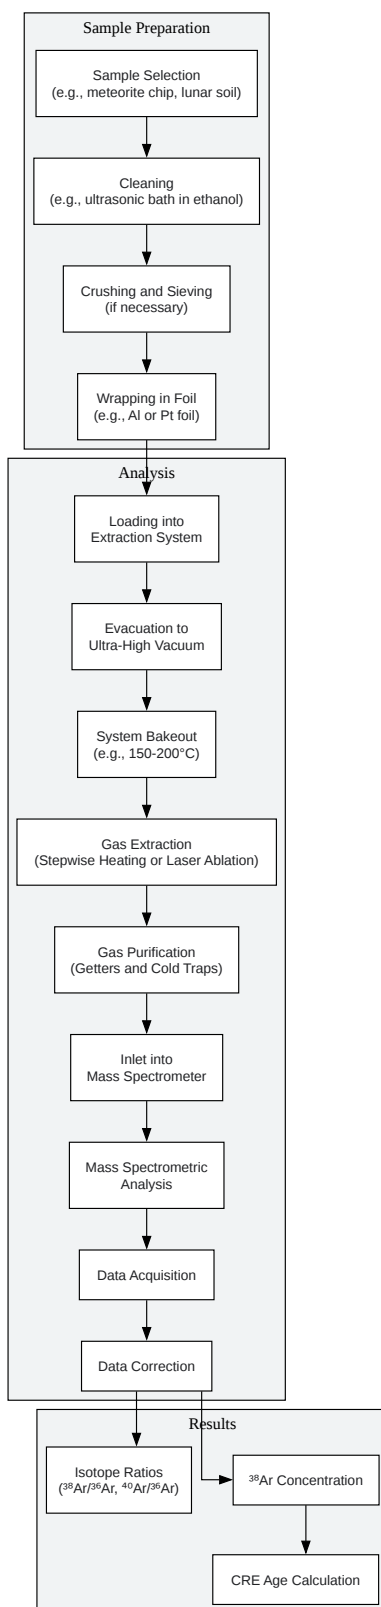 Sample Preparation
Sample Selection
(e.g., meteorite chip, lunar soil)
Cleaning
(e.g., ultrasonic bath in ethanol)
Crushing and Sieving
(if necessary)
Wrapping in Foil
(e.g., Al or Pt foil)
Analysis
Loading into
Extraction System
Evacuation to
Ultra-High Vacuum
System Bakeout
(e.g., 150-200°C)
Gas Extraction
(Stepwise Heating or Laser Ablation)
Gas Purification
(Getters and Cold Traps)
Inlet into
Mass Spectrometer
Mass Spectrometric
Analysis
Data Acquisition
Data Correction
Results
Isotope Ratios
(³⁸Ar/³⁶Ar, ⁴⁰Ar/³⁶Ar)
³⁸Ar Concentration
CRE Age Calculation